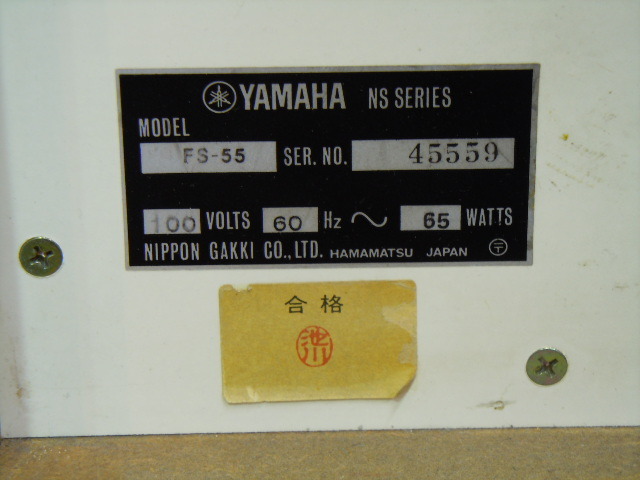 YAMAHA NS SERIES
MODEL
FS-55 SER. NO. 45559
100 VOLTS 60 Hz ~ 65 WATTS
NIPPON GAKKI CO., LTD. HAMAMATSU JAPAN 〒
合格